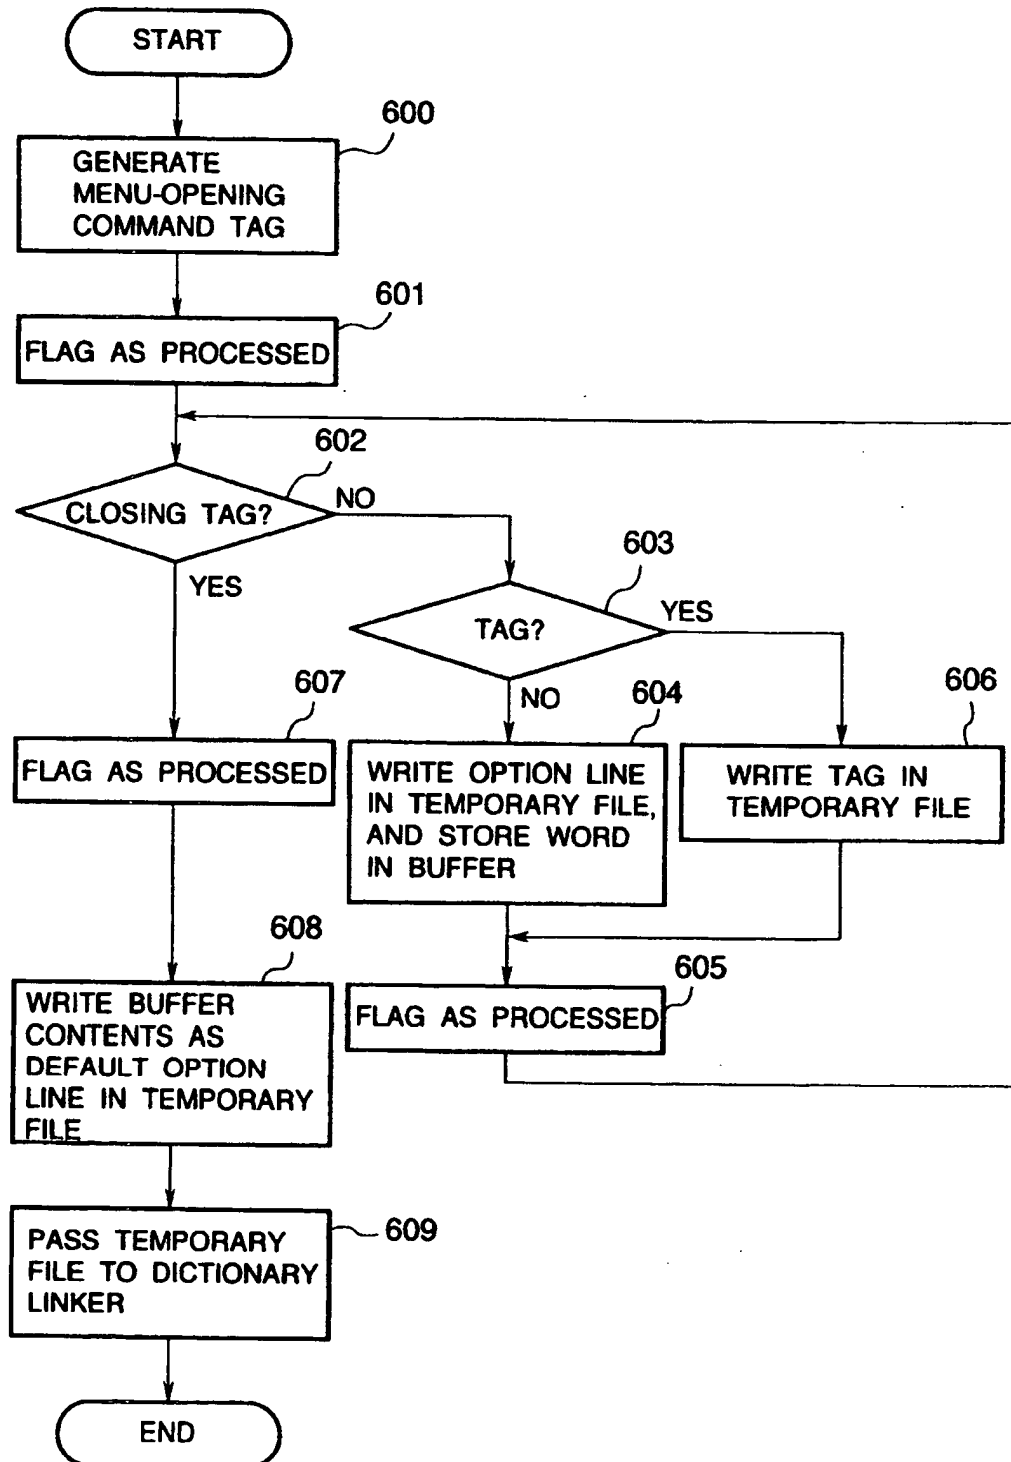 START
600
GENERATE
MENU-OPENING
COMMAND TAG
601
FLAG AS PROCESSED
602
CLOSING TAG?
NO
YES
603
TAG?
YES
NO
607
FLAG AS PROCESSED
604
WRITE OPTION LINE
IN TEMPORARY FILE,
AND STORE WORD
IN BUFFER
606
WRITE TAG IN
TEMPORARY FILE
605
FLAG AS PROCESSED
608
WRITE BUFFER
CONTENTS AS
DEFAULT OPTION
LINE IN TEMPORARY
FILE
609
PASS TEMPORARY
FILE TO DICTIONARY
LINKER
END